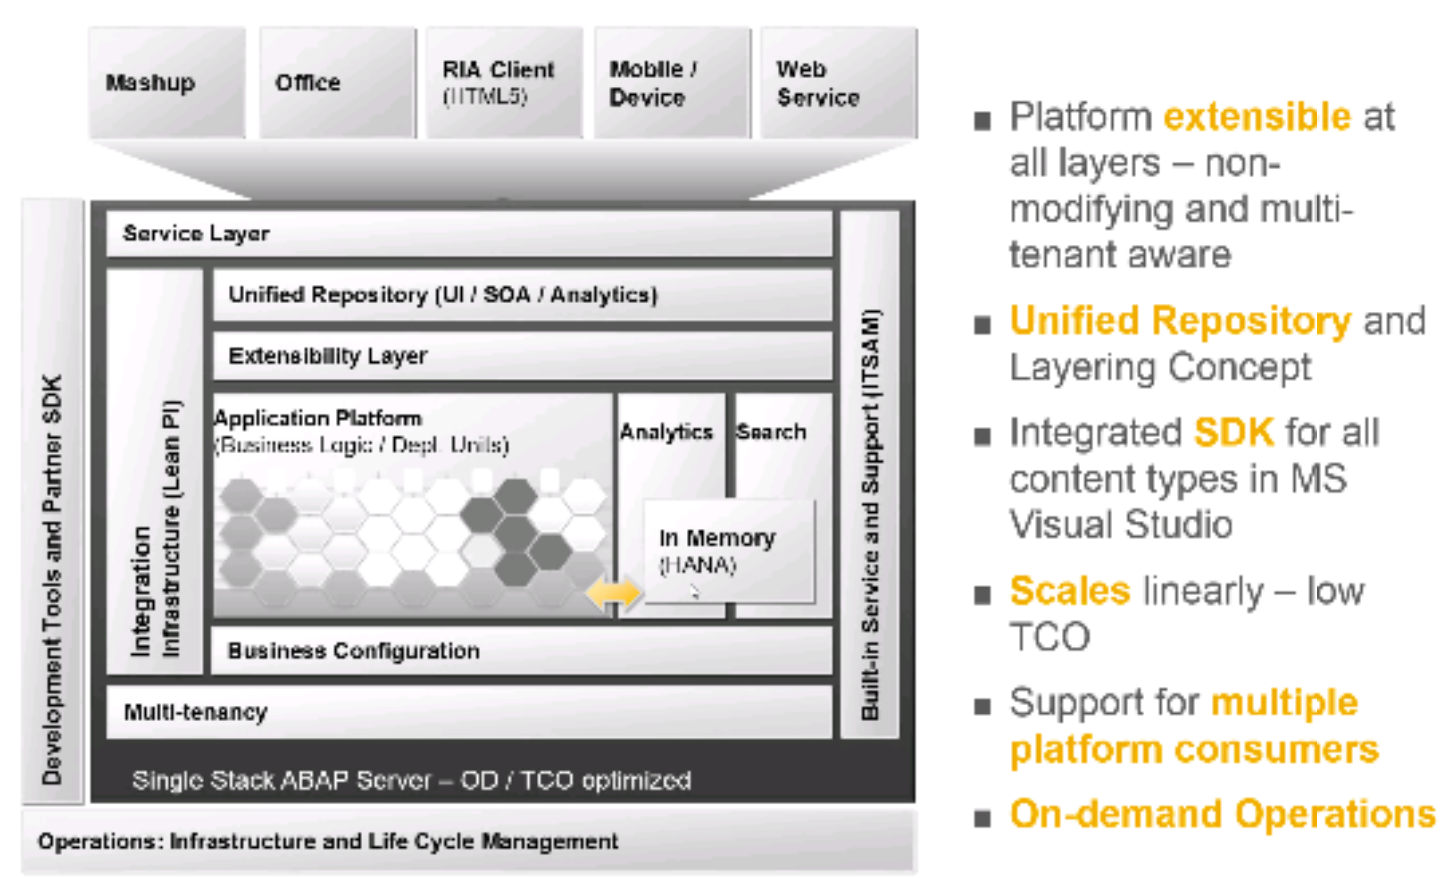 Mashup
Office
RIA Client
(HTML5)
Mobile /
Device
Web
Service
Development Tools and Partner SDK
Service Layer
Integration
Infrastructure (Lean PI)
Unified Repository (UI / SOA / Analytics)
Extensibility Layer
Application Platform
(Business Logic / Depl. Units)
Analytics
Search
In Memory
(HANA)
Business Configuration
Multi-tenancy
Built-in Service and Support (ITSAM)
Single Stack ABAP Server – OD / TCO optimized
Operations: Infrastructure and Life Cycle Management
■ Platform extensible at
all layers – non-
modifying and multi-
tenant aware
■ Unified Repository and
Layering Concept
■ Integrated SDK for all
content types in MS
Visual Studio
■ Scales linearly – low
TCO
■ Support for multiple
platform consumers
■ On-demand Operations